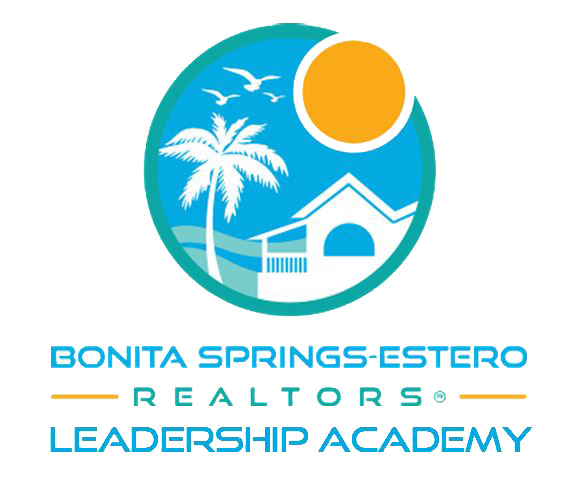 BONITA SPRINGS-ESTERO
REALTORS®
LEADERSHIP ACADEMY